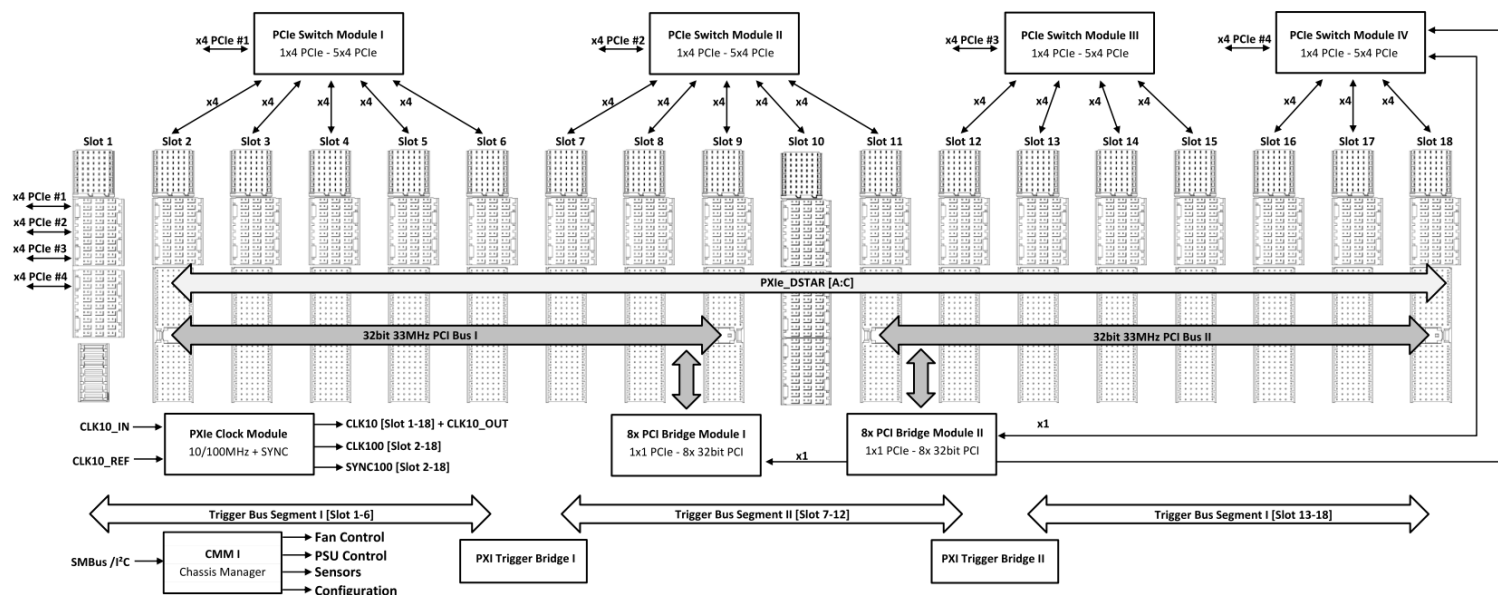 PCIe Switch Module I
1x4 PCIe - 5x4 PCIe
x4 PCIe #1
PCIe Switch Module II
1x4 PCIe - 5x4 PCIe
x4 PCIe #2
PCIe Switch Module III
1x4 PCIe - 5x4 PCIe
x4 PCIe #3
PCIe Switch Module IV
1x4 PCIe - 5x4 PCIe
x4 PCIe #4
x4 x4 x4 x4 x4
x4 x4 x4 x4 x4
x4 x4 x4 x4
x4 x4 x4
Slot 1 Slot 2 Slot 3 Slot 4 Slot 5 Slot 6 Slot 7 Slot 8 Slot 9 Slot 10 Slot 11 Slot 12 Slot 13 Slot 14 Slot 15 Slot 16 Slot 17 Slot 18
x4 PCIe #1
x4 PCIe #2
x4 PCIe #3
x4 PCIe #4
PXIe_DSTAR [A:C]
32bit 33MHz PCI Bus I
32bit 33MHz PCI Bus II
CLK10_IN
CLK10_REF
PXIe Clock Module
10/100MHz + SYNC
CLK10 [Slot 1-18] + CLK10_OUT
CLK100 [Slot 2-18]
SYNC100 [Slot 2-18]
8x PCI Bridge Module I
1x1 PCIe - 8x 32bit PCI
x1
8x PCI Bridge Module II
1x1 PCIe - 8x 32bit PCI
x1
Trigger Bus Segment I [Slot 1-6]
Trigger Bus Segment II [Slot 7-12]
Trigger Bus Segment I [Slot 13-18]
SMBus /I²C
CMM I
Chassis Manager
Fan Control
PSU Control
Sensors
Configuration
PXI Trigger Bridge I
PXI Trigger Bridge II